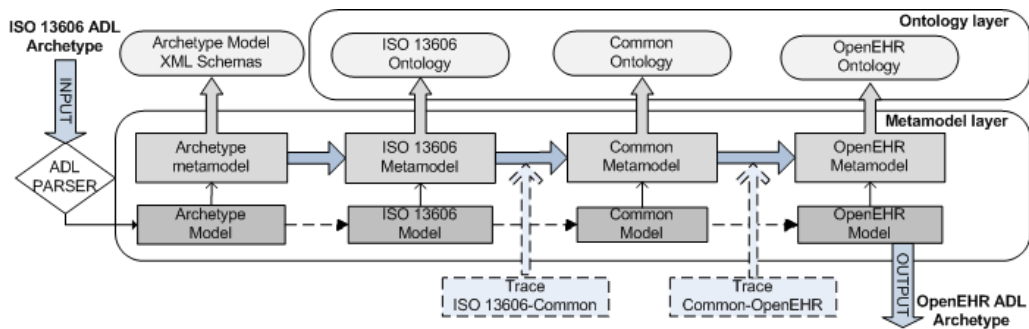 ISO 13606 ADL
Archetype
INPUT
ADL
PARSER
Archetype Model
XML Schemas
Ontology layer
ISO 13606
Ontology
Common
Ontology
OpenEHR
Ontology
Metamodel layer
Archetype
metamodel
ISO 13606
Metamodel
Common
Metamodel
OpenEHR
Metamodel
Archetype
Model
ISO 13606
Model
Common
Model
OpenEHR
Model
Trace
ISO 13606-Common
Trace
Common-OpenEHR
OUTPUT
OpenEHR ADL
Archetype